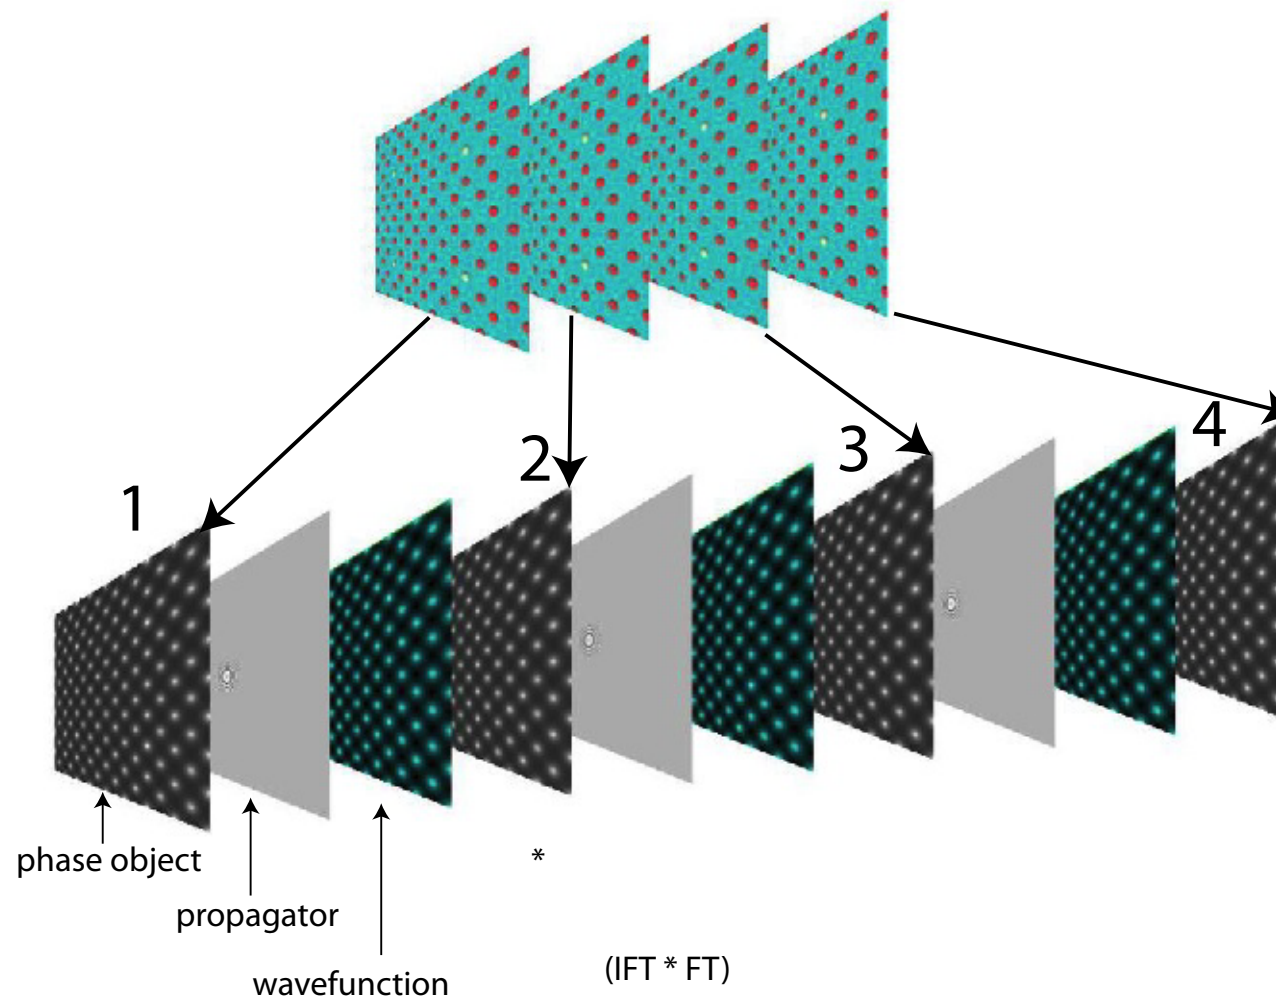 4
3
2
1
*
phase object
propagator
(IFT * FT)
wavefunction